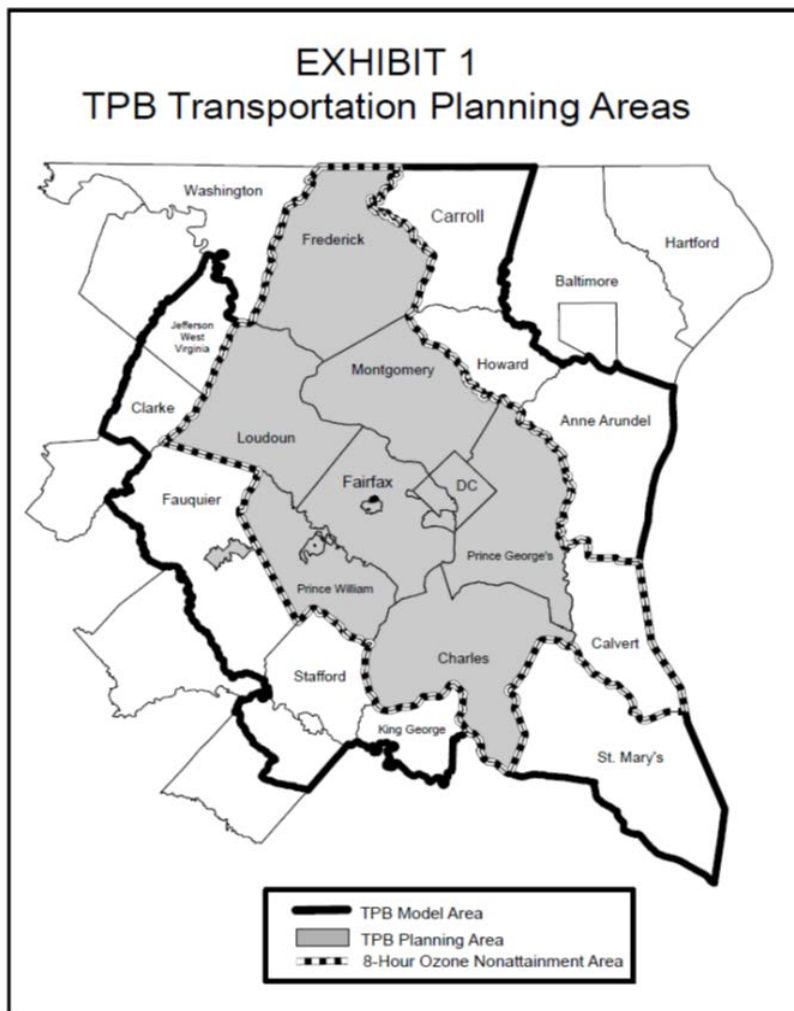 EXHIBIT 1
TPB Transportation Planning Areas
Washington
Frederick
Carroll
Hartford
Baltimore
Jefferson
West
Virginia
Howard
Montgomery
Clarke
Anne Arundel
Loudoun
Fairfax
DC
Fauquier
Prince George's
Prince William
Calvert
Charles
Stafford
King George
St. Mary's
TPB Model Area
TPB Planning Area
8-Hour Ozone Nonattainment Area